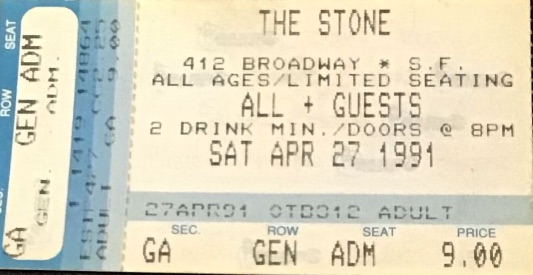 THE STONE
412 BROADWAY * S.F.
ALL AGES/LIMITED SEATING
ALL + GUESTS
2 DRINK MIN./DOORS @ 8PM
SAT APR 27 1991
27APR91 OTB312 ADULT
SEC. ROW SEAT PRICE
GA GEN ADM 9.00
ROW SEAT
GA GEN ADM
GEN. ADM.
9.00